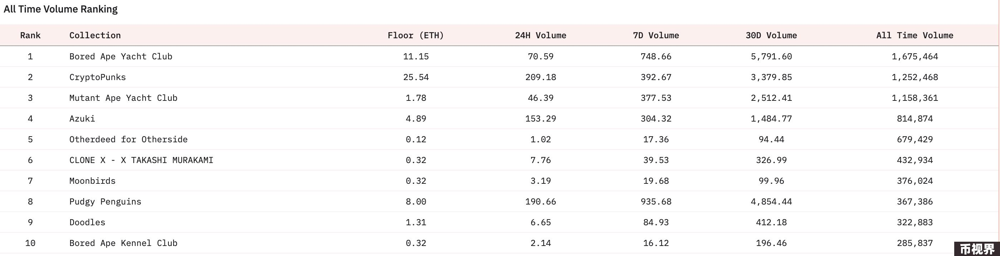 All Time Volume Ranking
Rank Collection Floor (ETH) 24H Volume 7D Volume 30D Volume All Time Volume
1 Bored Ape Yacht Club 11.15 70.59 748.66 5,791.60 1,675,464
2 CryptoPunks 25.54 209.18 392.67 3,379.85 1,252,468
3 Mutant Ape Yacht Club 1.78 46.39 377.53 2,512.41 1,158,361
4 Azuki 4.89 153.29 304.32 1,484.77 814,874
5 Otherdeed for Otherside 0.12 1.02 17.36 94.44 679,429
6 CLONE X - X TAKASHI MURAKAMI 0.32 7.76 39.53 326.99 432,934
7 Moonbirds 0.32 3.19 19.68 99.96 376,024
8 Pudgy Penguins 8.00 190.66 935.68 4,854.44 367,386
9 Doodles 1.31 6.65 84.93 412.18 322,883
10 Bored Ape Kennel Club 0.32 2.14 16.12 196.46 285,837
币视界